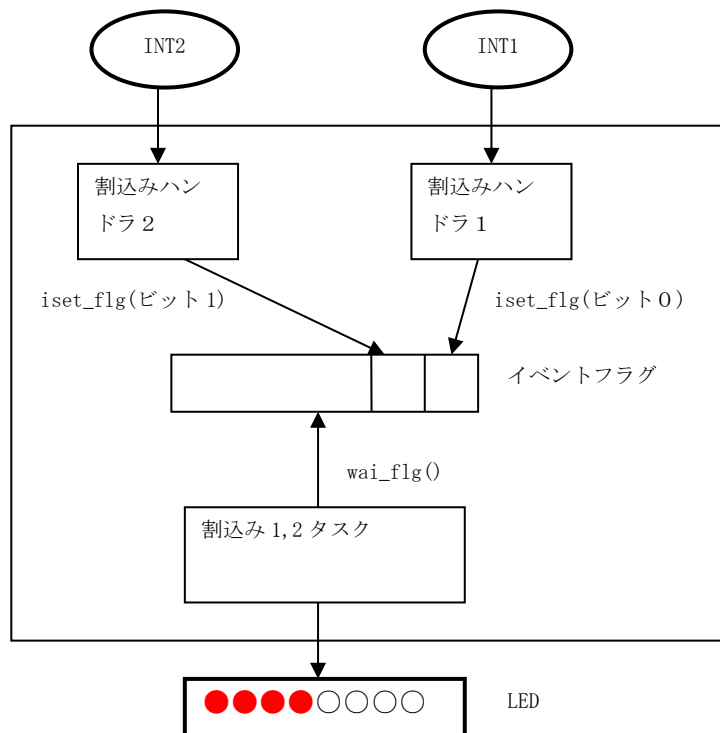 INT2
INT1
割込みハン
ドラ２
割込みハン
ドラ１
iset_flg(ビット1)
iset_flg(ビット０)
イベントフラグ
wai_flg()
割込み1,2タスク
LED